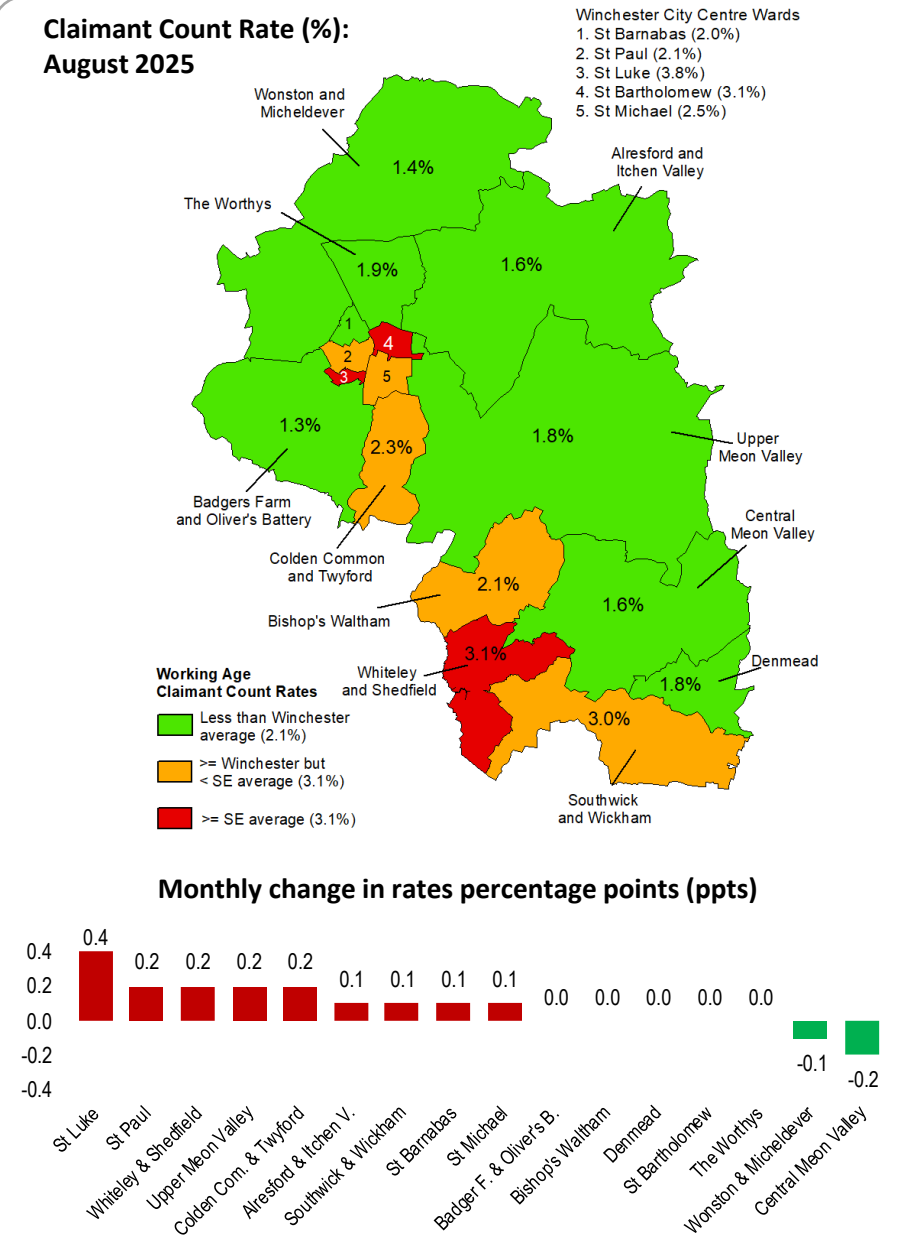 Claimant Count Rate (%):
August 2025
Winchester City Centre Wards
1. St Barnabas (2.0%)
2. St Paul (2.1%)
3. St Luke (3.8%)
4. St Bartholomew (3.1%)
5. St Michael (2.5%)
Wonston and
Micheldever
Alresford and
Itchen Valley
The Worthys
1.4%
1.6%
1.9%
1
4
2
3
5
1.3%
2.3%
1.8%
Upper
Meon Valley
Badgers Farm
and Oliver's Battery
Central
Meon Valley
Colden Common
and Twyford
2.1%
1.6%
Bishop's Waltham
3.1%
Whiteley
and Shedfield
Denmead
1.8%
3.0%
Southwick
and Wickham
Working Age
Claimant Count Rates
Less than Winchester
average (2.1%)
>= Winchester but
< SE average (3.1%)
>= SE average (3.1%)
Monthly change in rates percentage points (ppts)
0.4
0.2
0.0
-0.2
-0.4
0.4
0.2
0.2
0.2
0.2
0.1
0.1
0.1
0.1
0.0
0.0
0.0
0.0
0.0
-0.1
-0.2
St Luke
St Paul
Whiteley & Shedfield
Upper Meon Valley
Colden Com. & Twyford
Alresford & Itchen V.
Southwick & Wickham
St Barnabas
St Michael
Badger F. & Oliver's B.
Bishop's Waltham
Denmead
St Bartholomew
The Worthys
Wonston & Micheldever
Central Meon Valley